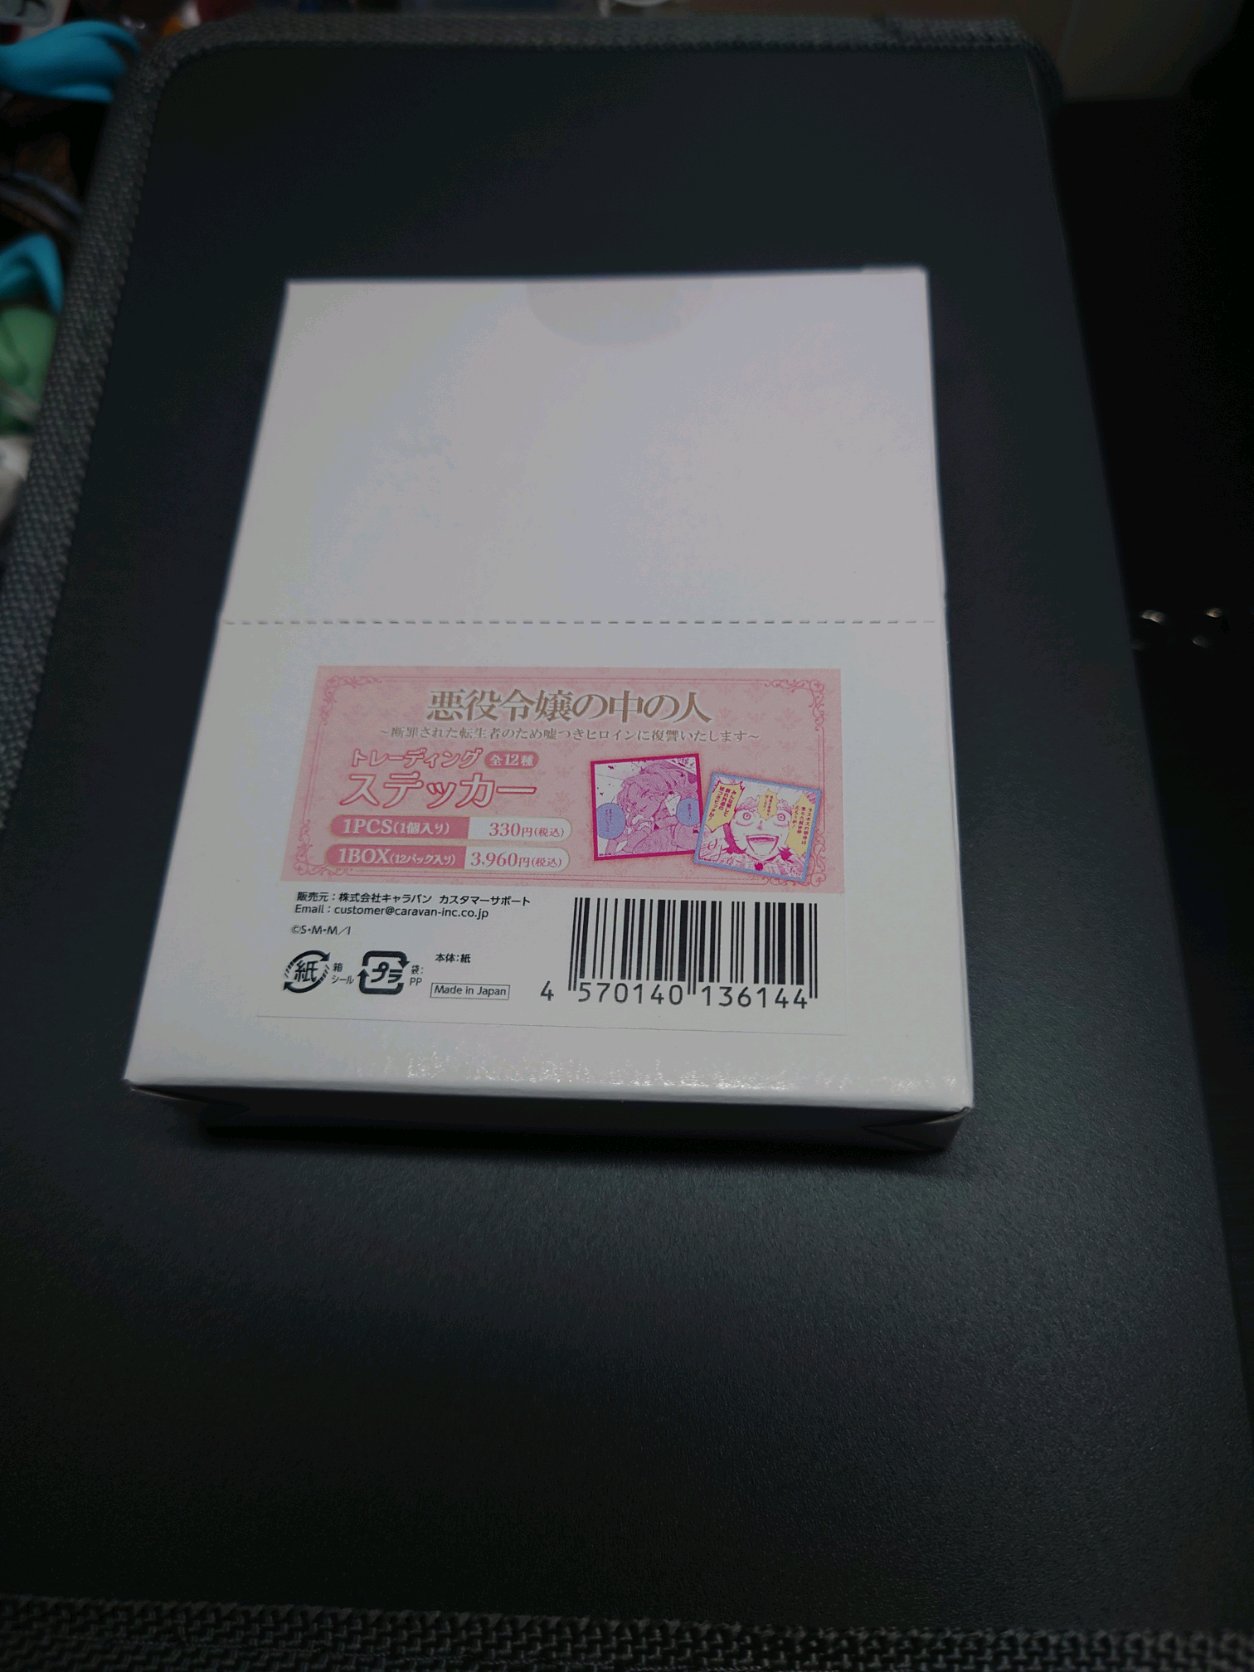 悪役令嬢の中の人
~断罪された転生者のため嘘つきヒロインに復讐いたします~
トレーディング 全12種
ステッカー
1PCS(1個入り) 330円(税込)
1BOX(12パック入り) 3,960円(税込)
販売元：株式会社キャラバン カスタマーサポート
Email：customer@caravan-inc.co.jp
©S・M・M／I
紙 箱 シール プラ 袋:PP 本体:紙
Made in Japan
4 570140 136144